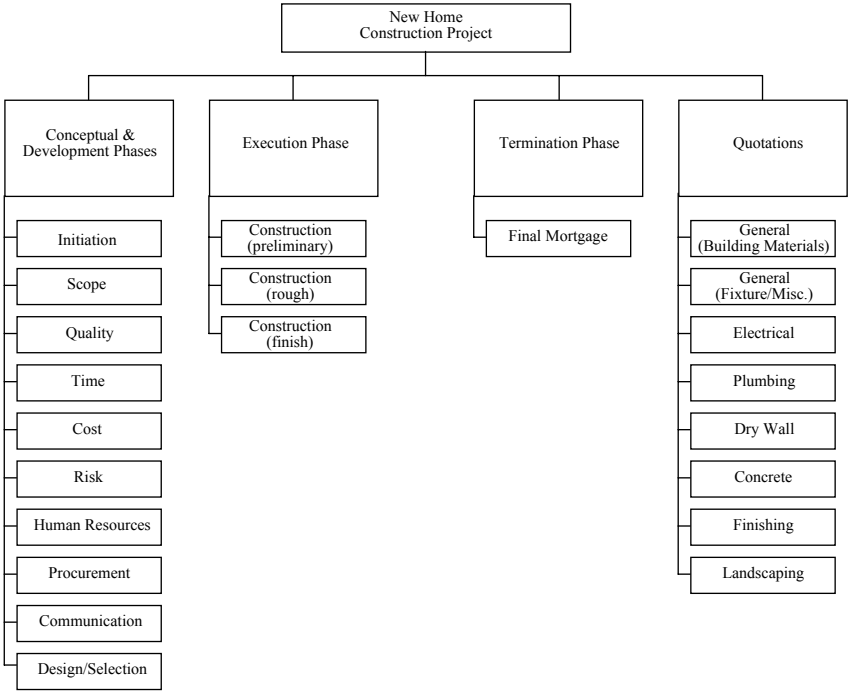 New Home
Construction Project
Conceptual &
Development Phases
Execution Phase
Termination Phase
Quotations
Initiation
Scope
Quality
Time
Cost
Risk
Human Resources
Procurement
Communication
Design/Selection
Construction
(preliminary)
Construction
(rough)
Construction
(finish)
Final Mortgage
General
(Building Materials)
General
(Fixture/Misc.)
Electrical
Plumbing
Dry Wall
Concrete
Finishing
Landscaping